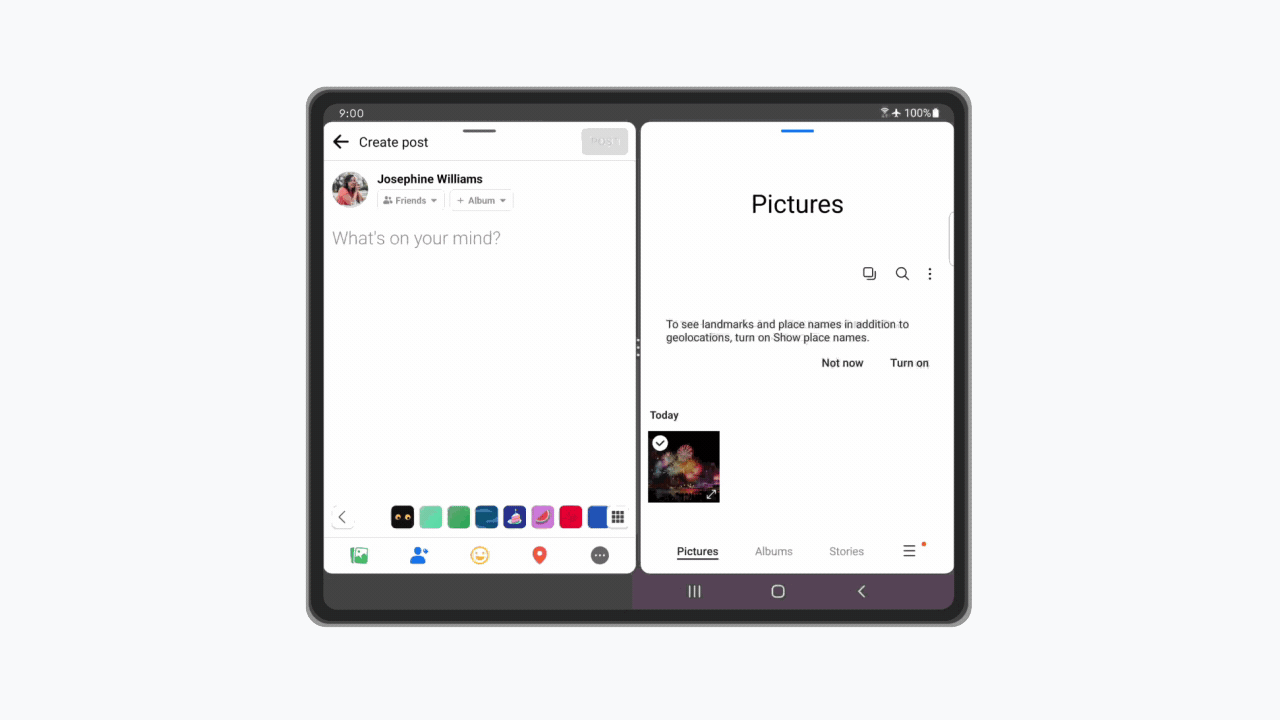 9:00
100%
Create post
POST
Josephine Williams
Friends
+ Album
What's on your mind?
Pictures
To see landmarks and place names in addition to
geolocations, turn on Show place names.
Not now
Turn on
Today
Pictures
Albums
Stories